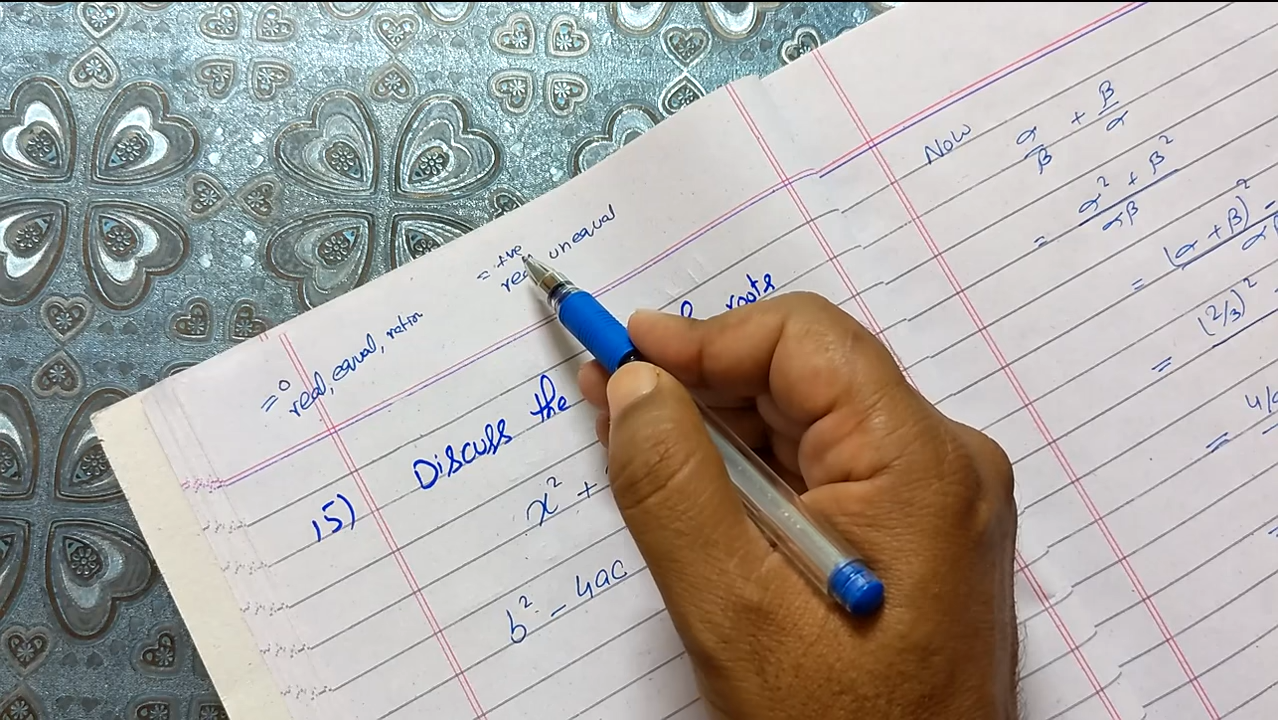 = 0
real, equal, ration
= +ve
real, unequal
15) Discuss the roots
x² +
b² - 4ac
Now α/β + β/α
= α² + β² / αβ
= (α + β)² -
= (2/3)²
= 4/